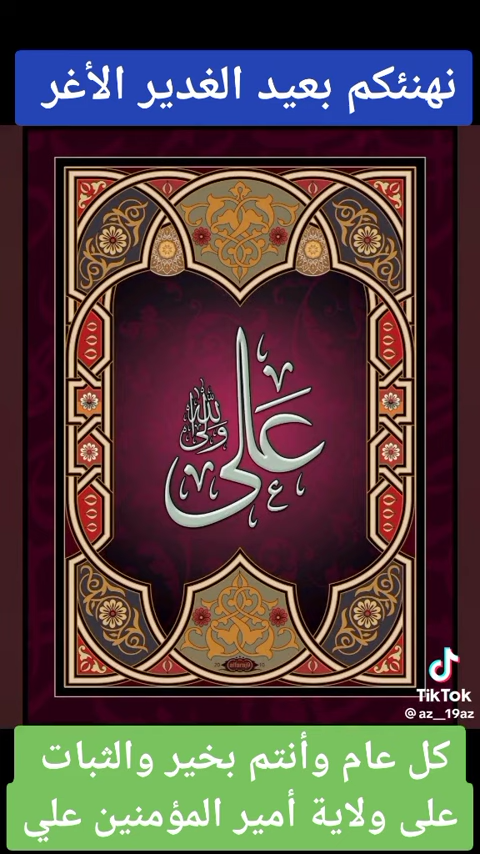 نهنئكم بعيد الغدير الأغر
علي ولي الله
TikTok
@az__19az
كل عام وأنتم بخير والثبات
على ولاية أمير المؤمنين علي